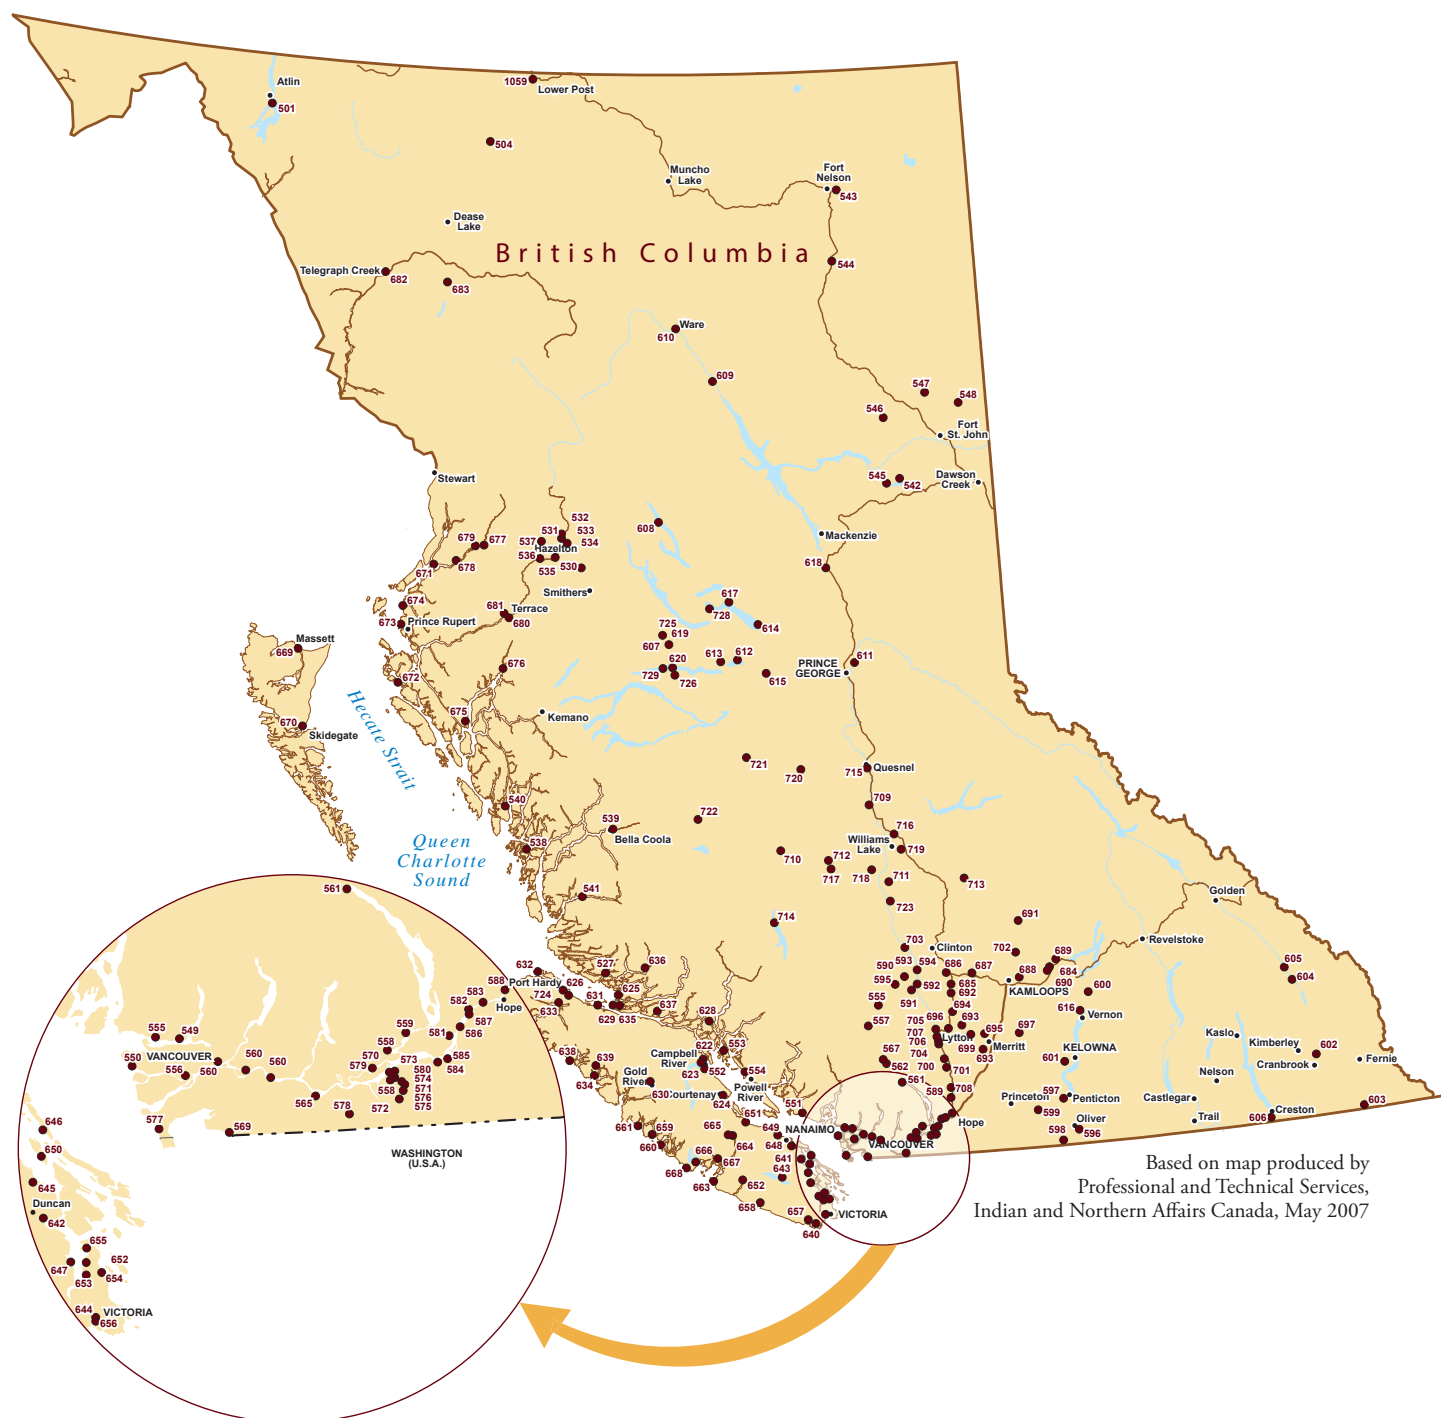 Atlin
501
1059
Lower Post
504
Muncho
Lake
Fort
Nelson
543
Dease
Lake
British Columbia
544
Telegraph Creek
682
683
Ware
610
609
547
548
546
Fort
St. John
Stewart
545
542
Dawson
Creek
532
531
533
534
537
Hazelton
536
535
530
608
Mackenzie
679
677
678
671
618
Smithers
674
673
Prince Rupert
681
Terrace
680
617
728
614
725
619
607
Massett
669
676
620
613
612
729
726
615
PRINCE
GEORGE
611
672
Hecate Strait
675
Kemano
670
Skidegate
721
720
715
Quesnel
540
709
722
539
Bella Coola
538
716
Williams
Lake
719
Queen
Charlotte
Sound
710
712
717
718
711
713
723
541
714
Golden
691
Revelstoke
703
Clinton
702
689
684
690
593
594
590
595
592
591
686
687
688
685
692
KAMLOOPS
605
604
600
616
Vernon
555
557
694
693
696
705
707
706
Lytton
695
699
693
Merritt
697
704
700
701
567
562
561
589
708
Hope
601
KELOWNA
Kaslo
Kimberley
602
Cranbrook
Fernie
Nelson
Princeton
597
Penticton
599
Castlegar
Trail
Oliver
598
596
Creston
606
603
632
527
636
Port Hardy
626
724
633
631
625
629
635
637
628
638
639
634
Campbell
River
622
553
623
552
554
Powell
River
Gold
River
630
Courtenay
624
551
651
661
659
660
665
664
649
648
NANAIMO
VANCOUVER
666
667
668
663
641
643
652
658
657
640
VICTORIA
561
588
Hope
583
582
587
586
581
585
584
559
558
570
579
573
580
574
571
558
576
575
572
555
549
550
VANCOUVER
556
560
560
560
565
578
577
569
WASHINGTON
(U.S.A.)
646
650
645
Duncan
642
655
652
647
653
654
644
VICTORIA
656
Based on map produced by
Professional and Technical Services,
Indian and Northern Affairs Canada, May 2007